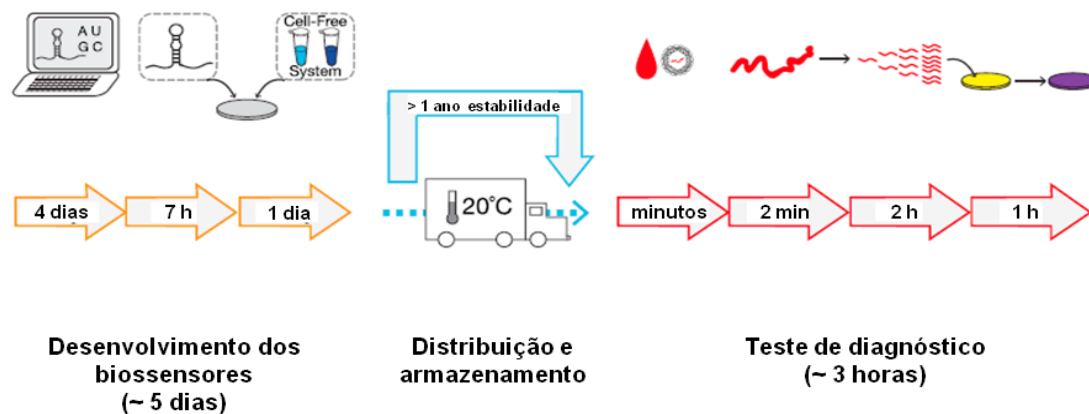 A U
G C
Cell-Free
System
> 1 ano estabilidade
4 dias
7 h
1 dia
20°C
minutos
2 min
2 h
1 h
Desenvolvimento dos
biossensores
(~ 5 dias)
Distribuição e
armazenamento
Teste de diagnóstico
(~ 3 horas)